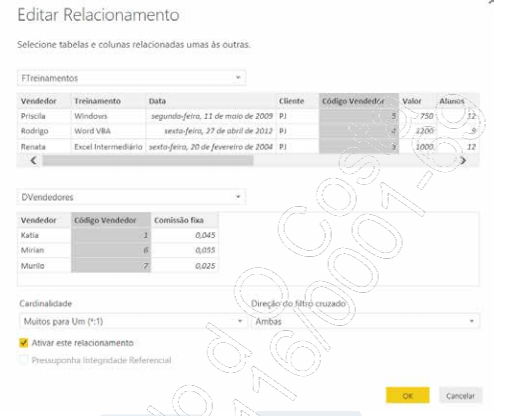 Editar Relacionamento
Selecione tabelas e colunas relacionadas umas às outras.
FTreinamentos
Vendedor Treinamento Data Cliente Código Vendedor Valor Alunos
Priscila Windows segunda-feira, 11 de maio de 2009 PJ 5 750 12
Rodrigo Word VBA sexta-feira, 27 de abril de 2012 PJ 4 1200 9
Renata Excel Intermediário sexta-feira, 20 de fevereiro de 2004 PJ 3 1000 12
DVendedores
Vendedor Código Vendedor Comissão fixa
Katia 1 0,045
Mirian 6 0,055
Murilo 7 0,025
Cardinalidade Direção do filtro cruzado
Muitos para Um (*:1) Ambas
Ativar este relacionamento
Pressuponha Integridade Referencial
OK Cancelar